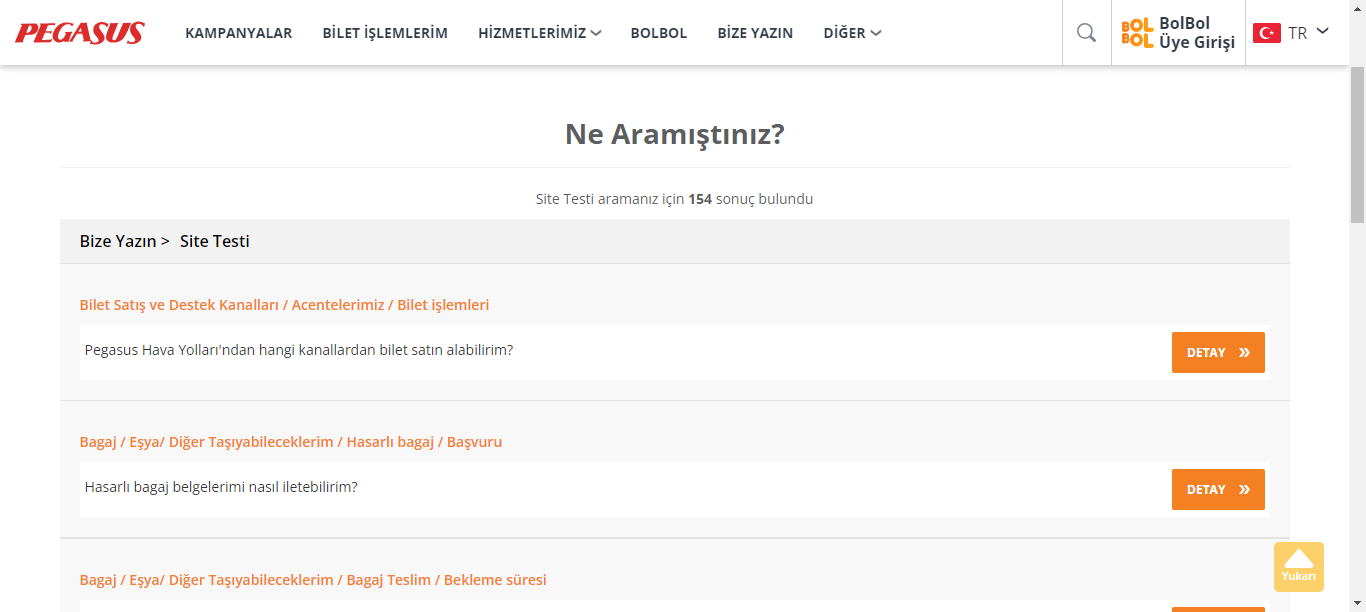 PEGASUS
KAMPANYALAR
BİLET İŞLEMLERİM
HİZMETLERİMİZ
BOLBOL
BİZE YAZIN
DİĞER
BOL
BOL
BolBol
Üye Girişi
TR
Ne Aramıştınız?
Site Testi aramanız için 154 sonuç bulundu
Bize Yazın > Site Testi
Bilet Satış ve Destek Kanalları / Acentelerimiz / Bilet işlemleri
Pegasus Hava Yolları'ndan hangi kanallardan bilet satın alabilirim?
DETAY »
Bagaj / Eşya/ Diğer Taşıyabileceklerim / Hasarlı bagaj / Başvuru
Hasarlı bagaj belgelerimi nasıl iletebilirim?
DETAY »
Bagaj / Eşya/ Diğer Taşıyabileceklerim / Bagaj Teslim / Bekleme süresi
Yukarı